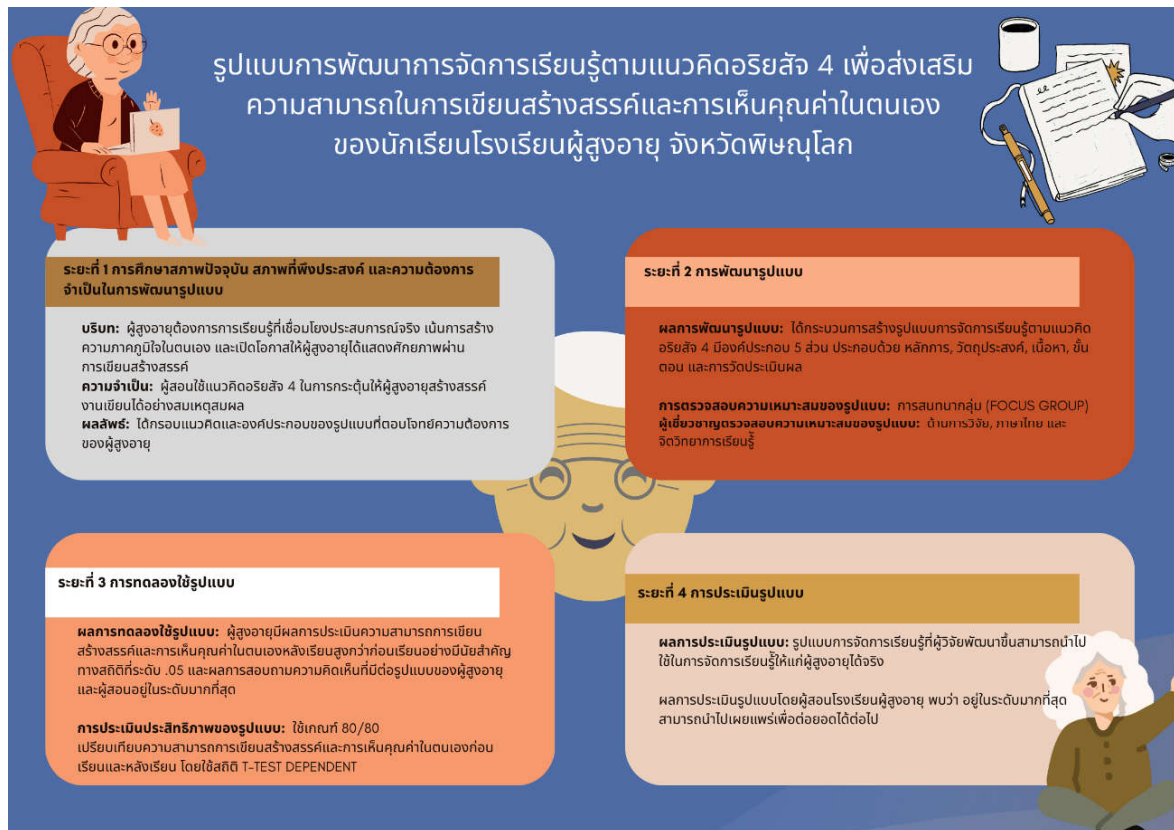 รูปแบบการพัฒนาการจัดการเรียนรู้ตามแนวคิดอริยสัจ 4 เพื่อส่งเสริม
ความสามารถในการเขียนสร้างสรรค์และการเห็นคุณค่าในตนเอง
ของนักเรียนโรงเรียนผู้สูงอายุ จังหวัดพิษณุโลก
ระยะที่ 1 การศึกษาสภาพปัจจุบัน สภาพที่พึงประสงค์ และความต้องการ
จำเป็นในการพัฒนารูปแบบ
บริบท: ผู้สูงอายุต้องการการเรียนรู้ที่เชื่อมโยงประสบการณ์จริง เน้นการสร้าง
ความภาคภูมิใจในตนเอง และเปิดโอกาสให้ผู้สูงอายุได้แสดงศักยภาพผ่าน
การเขียนสร้างสรรค์
ความจำเป็น: ผู้สอนใช้แนวคิดอริยสัจ 4 ในการกระตุ้นให้ผู้สูงอายุสร้างสรรค์
งานเขียนได้อย่างสมเหตุสมผล
ผลลัพธ์: ได้กรอบแนวคิดและองค์ประกอบของรูปแบบที่ตอบโจทย์ความต้องการ
ของผู้สูงอายุ
ระยะที่ 2 การพัฒนารูปแบบ
ผลการพัฒนารูปแบบ: ได้กระบวนการสร้างรูปแบบการจัดการเรียนรู้ตามแนวคิด
อริยสัจ 4 มีองค์ประกอบ 5 ส่วน ประกอบด้วย หลักการ, วัตถุประสงค์, เนื้อหา, ขั้น
ตอน และการวัดประเมินผล
การตรวจสอบความเหมาะสมของรูปแบบ: การสนทนากลุ่ม (FOCUS GROUP)
ผู้เชี่ยวชาญตรวจสอบความเหมาะสมของรูปแบบ: ด้านการวิจัย, ภาษาไทย และ
จิตวิทยาการเรียนรู้
ระยะที่ 3 การทดลองใช้รูปแบบ
ผลการทดลองใช้รูปแบบ: ผู้สูงอายุมีผลการประเมินความสามารถการเขียน
สร้างสรรค์และการเห็นคุณค่าในตนเองหลังเรียนสูงกว่าก่อนเรียนอย่างมีนัยสำคัญ
ทางสถิติที่ระดับ .05 และผลการสอบถามความคิดเห็นที่มีต่อรูปแบบของผู้สูงอายุ
และผู้สอนอยู่ในระดับมากที่สุด
การประเมินประสิทธิภาพของรูปแบบ: ใช้เกณฑ์ 80/80
เปรียบเทียบความสามารถการเขียนสร้างสรรค์และการเห็นคุณค่าในตนเองก่อน
เรียนและหลังเรียน โดยใช้สถิติ T-TEST DEPENDENT
ระยะที่ 4 การประเมินรูปแบบ
ผลการประเมินรูปแบบ: รูปแบบการจัดการเรียนรู้ที่ผู้วิจัยพัฒนาขึ้นสามารถนำไป
ใช้ในการจัดการเรียนรู้ให้แก่ผู้สูงอายุได้จริง
ผลการประเมินรูปแบบโดยผู้สอนโรงเรียนผู้สูงอายุ พบว่า อยู่ในระดับมากที่สุด
สามารถนำไปเผยแพร่เพื่อต่อยอดได้ต่อไป